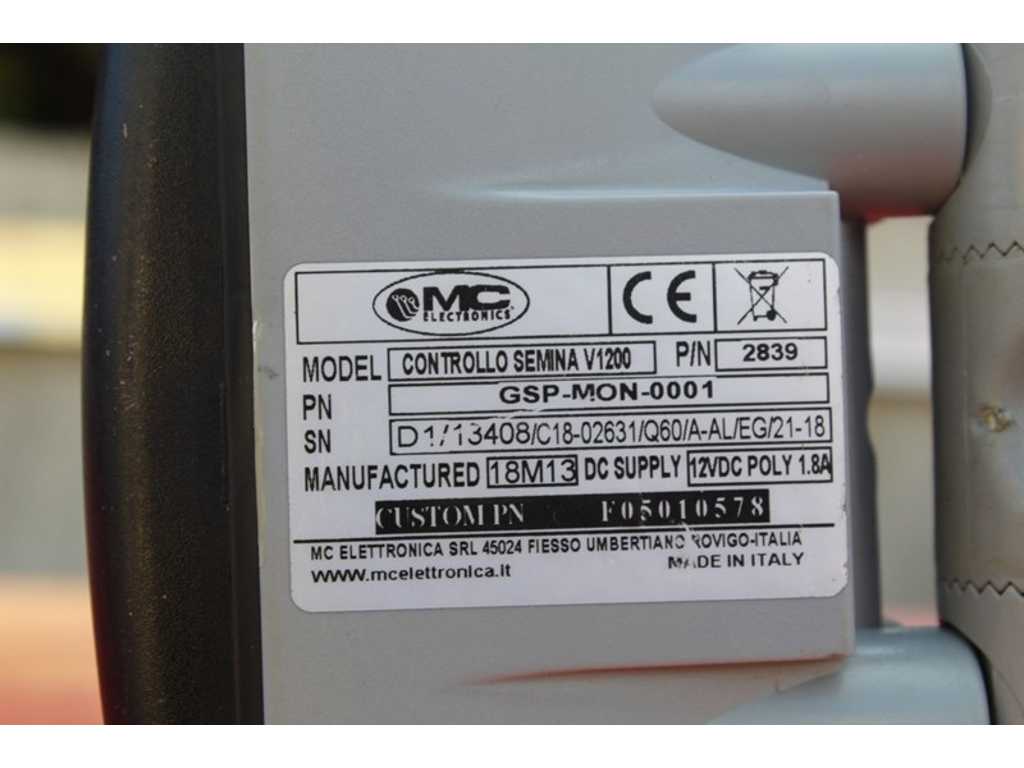 MC
ELECTRONICS
CE
MODEL CONTROLLO SEMINA V1200 P/N 2839
PN GSP-MON-0001
SN D1/13408/C18-02631/Q60/A-AL/EG/21-18
MANUFACTURED 18M13 DC SUPPLY 12VDC POLY 1.8A
CUSTOM PN F05010578
MC ELETTRONICA SRL 45024 FIESSO UMBERTIANO ROVIGO-ITALIA
www.mcelettronica.it MADE IN ITALY